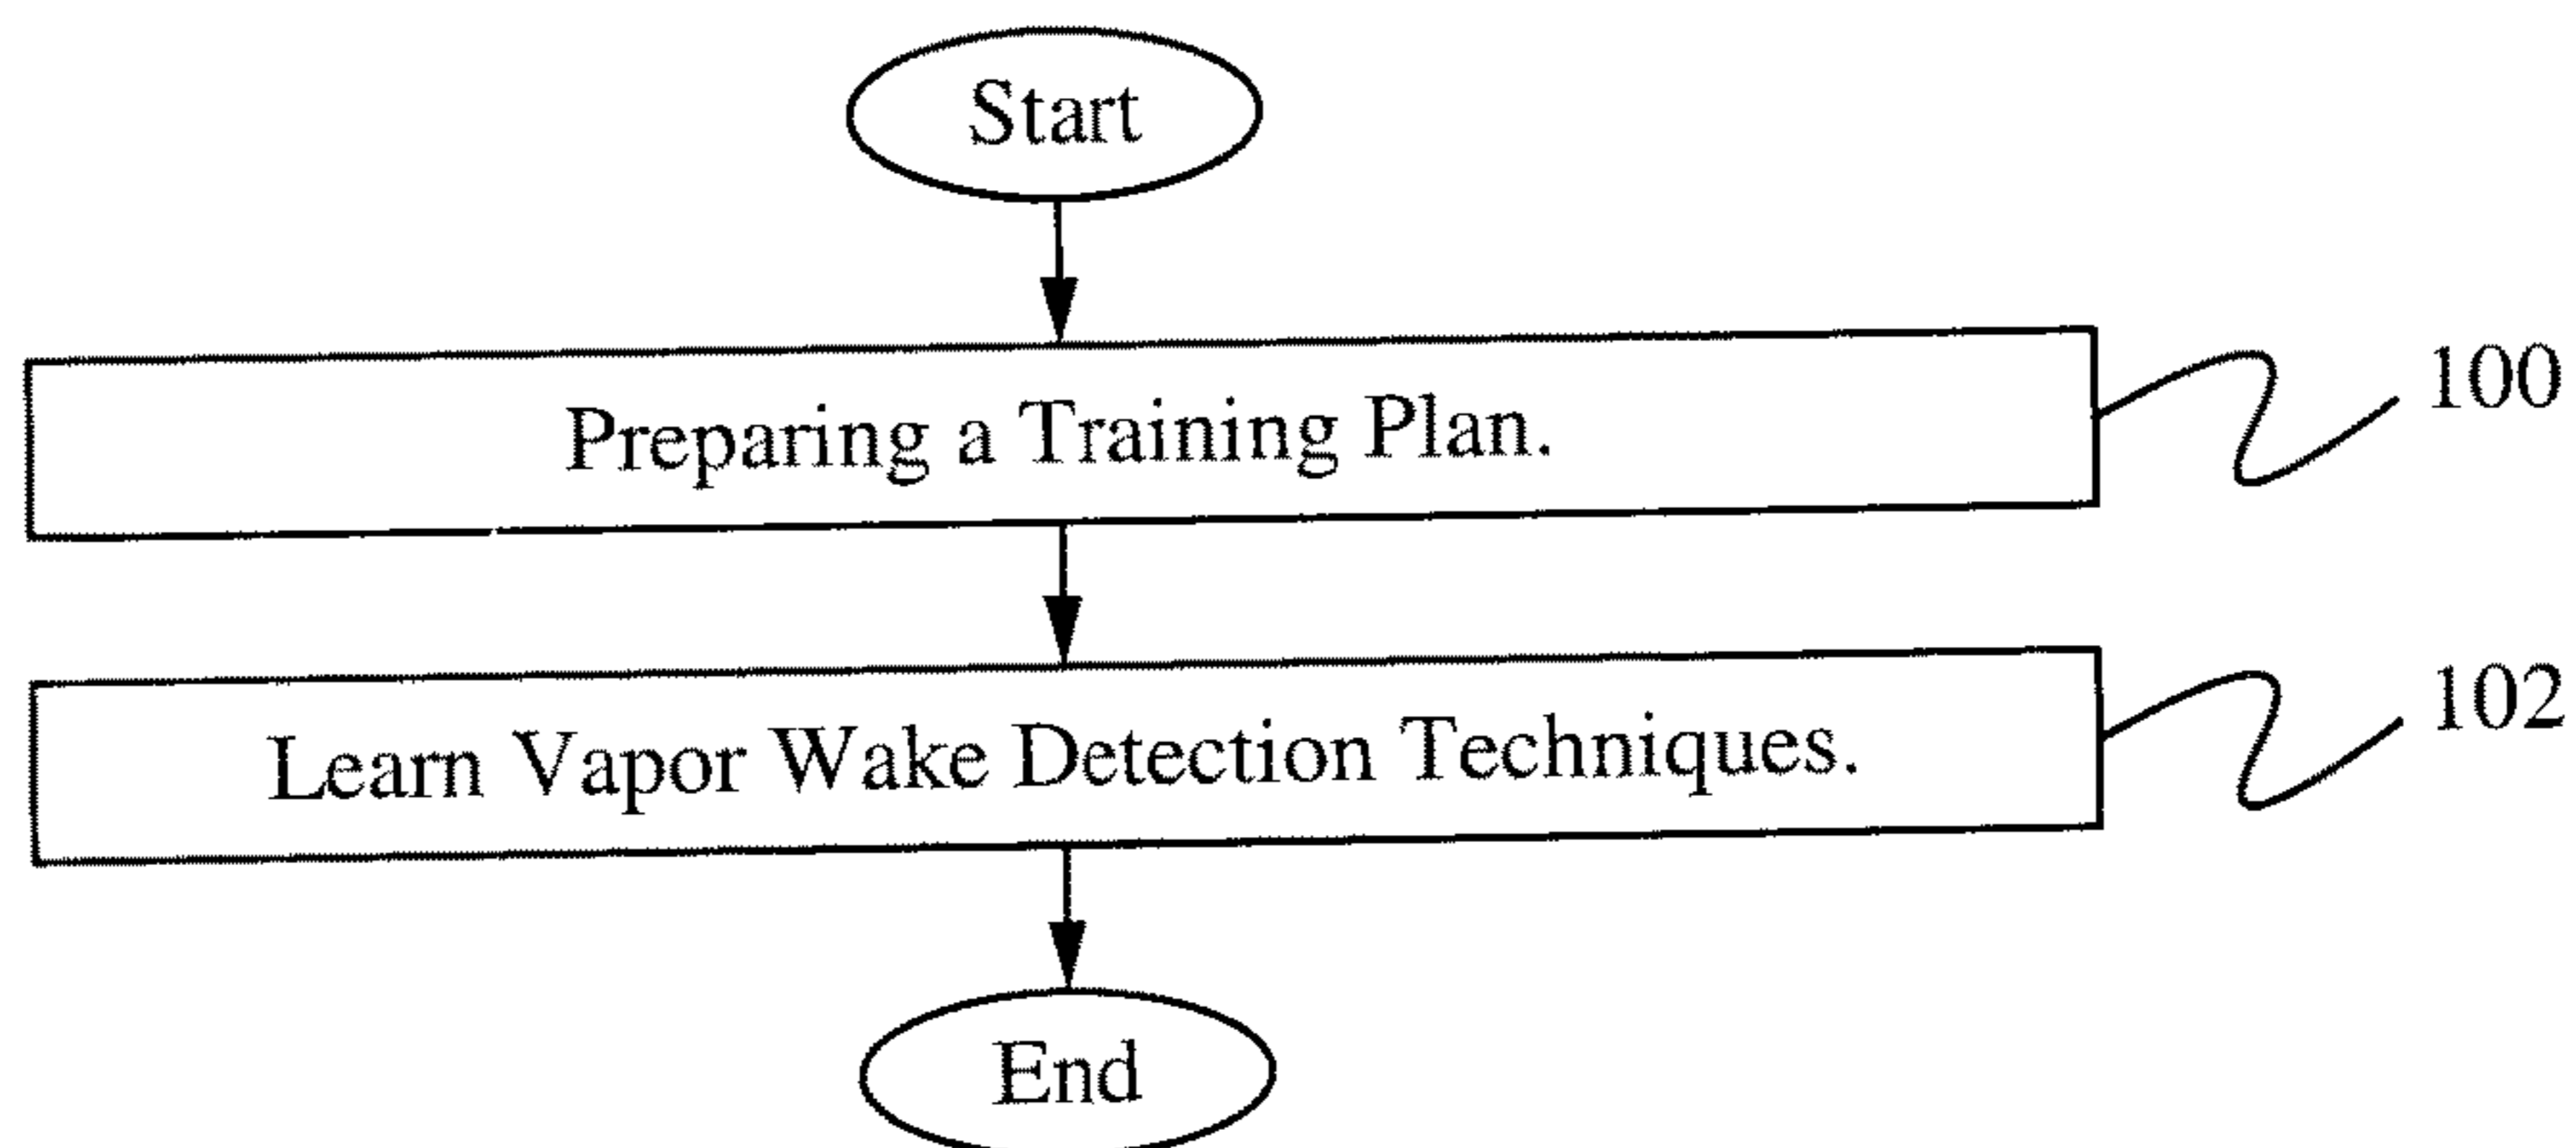 Start
Preparing a Training Plan.
100
Learn Vapor Wake Detection Techniques.
102
End